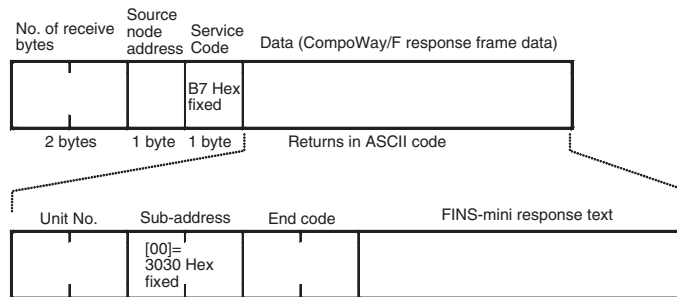 No. of receive bytes
Source node address
Service Code
Data (CompoWay/F response frame data)
B7 Hex fixed
2 bytes
1 byte
1 byte
Returns in ASCII code
Unit No.
Sub-address
End code
FINS-mini response text
[00]=
3030 Hex
fixed